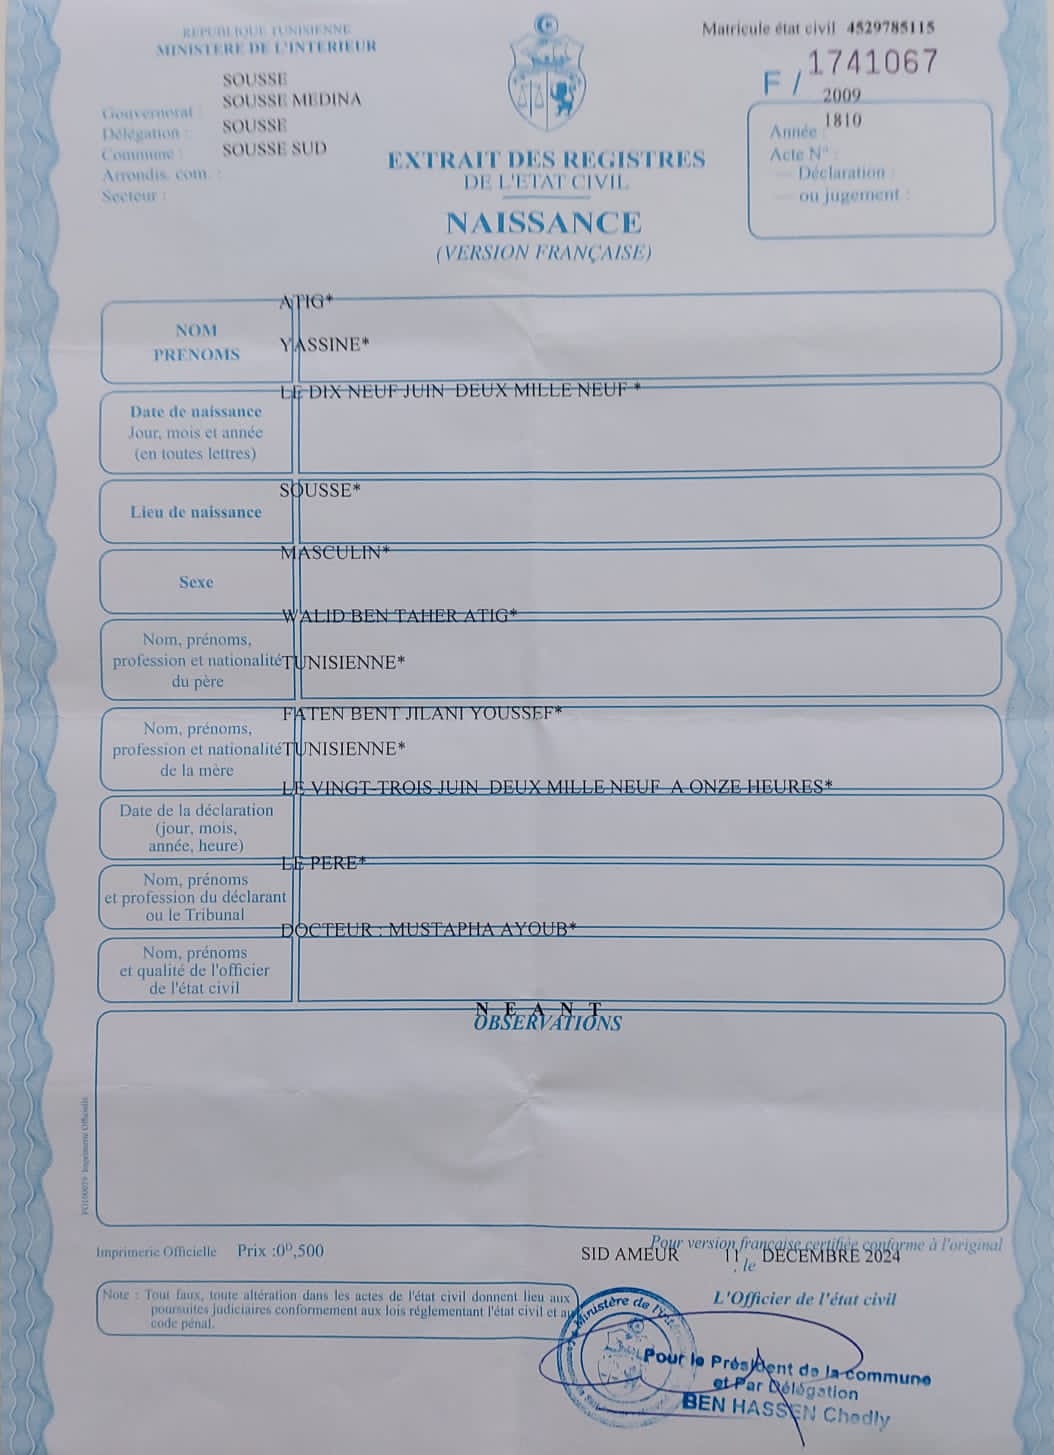 REPUBLIQUE TUNISIENNE
MINISTERE DE L'INTERIEUR
Matricule état civil 4529785115
F / 1741067
SOUSSE
SOUSSE MEDINA
SOUSSE
SOUSSE SUD
Gouvernorat :
Délégation :
Commune :
Arrondis. com. :
Secteur :
2009
1810
Année :
Acte N° :
— Déclaration :
— ou jugement :
EXTRAIT DES REGISTRES
DE L'ETAT CIVIL
NAISSANCE
(VERSION FRANÇAISE)
ATIG*
NOM
PRENOMS
YASSINE*
LE DIX NEUF JUIN DEUX MILLE NEUF *
Date de naissance
Jour, mois et année
(en toutes lettres)
SOUSSE*
Lieu de naissance
MASCULIN*
Sexe
WALID BEN TAHER ATIG*
Nom, prénoms,
profession et nationalité TUNISIENNE*
du père
FATEN BENT JILANI YOUSSEF*
Nom, prénoms,
profession et nationalité TUNISIENNE*
de la mère
LE VINGT-TROIS JUIN DEUX MILLE NEUF A ONZE HEURES*
Date de la déclaration
(jour, mois,
année, heure)
LE PERE*
Nom, prénoms
et profession du déclarant
ou le Tribunal
DOCTEUR : MUSTAPHA AYOUB*
Nom, prénoms
et qualité de l'officier
de l'état civil
N E A N T
OBSERVATIONS
Imprimerie Officielle Prix :0ᴰ,500
Pour version française certifiée conforme à l'original
SID AMEUR , le 11 DECEMBRE 2024
L'Officier de l'état civil
Note : Tout faux, toute altération dans les actes de l'état civil donnent lieu aux
poursuites judiciaires conformement aux lois réglementant l'état civil et au
code pénal.
Pour le Président de la commune
et Par Délégation
BEN HASSEN Chedly